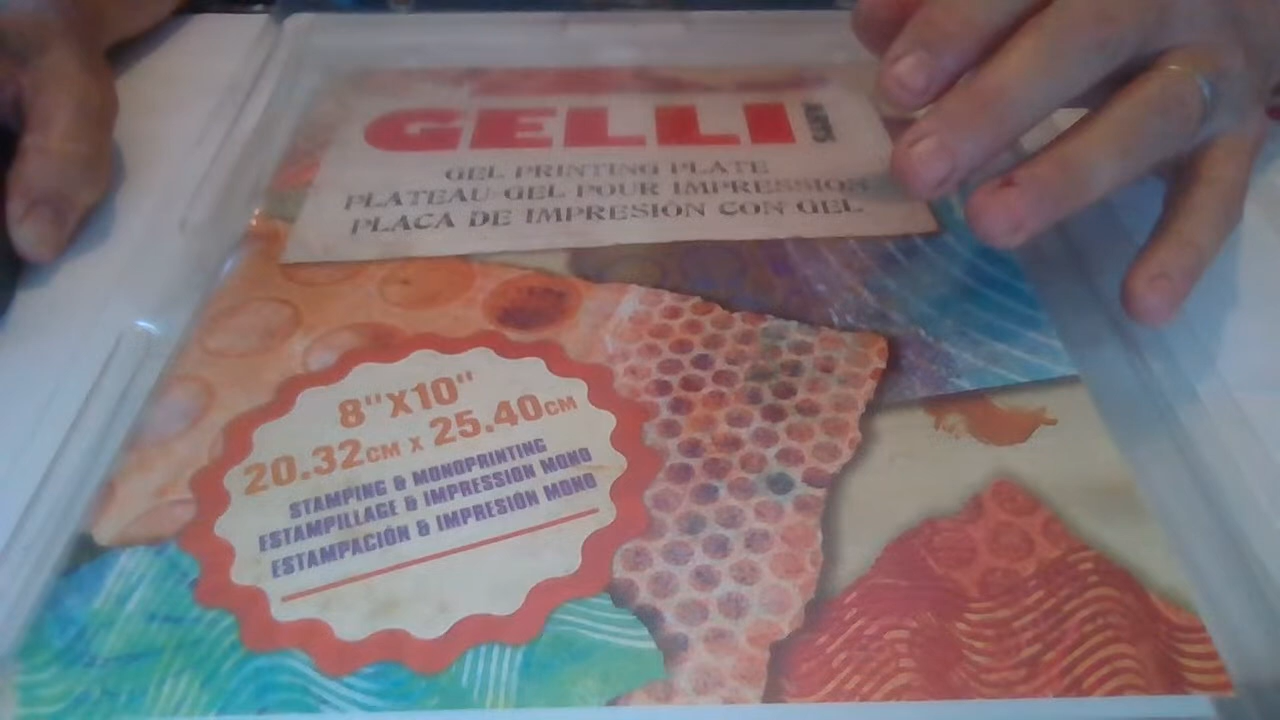 GELLI
ARTS
GEL PRINTING PLATE
PLATEAU GEL POUR IMPRESSION
PLACA DE IMPRESIÓN CON GEL
8"X10"
20.32CM X 25.40CM
STAMPING & MONOPRINTING
ESTAMPILLAGE & IMPRESSION MONO
ESTAMPACIÓN & IMPRESIÓN MONO